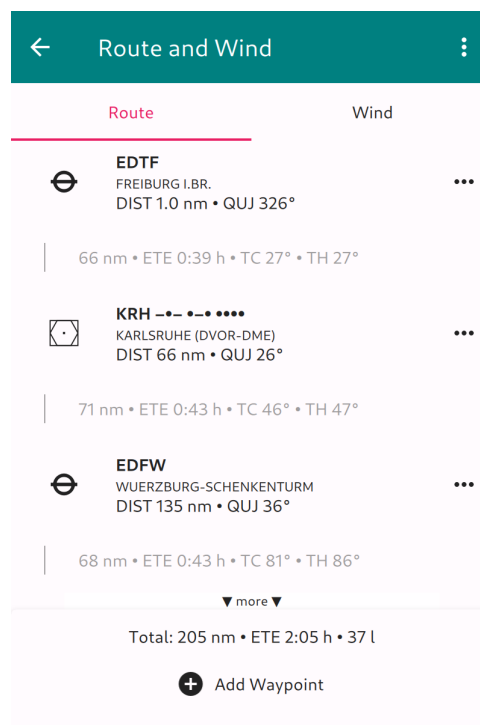 Route and Wind
Route
Wind
EDTF
FREIBURG I.BR.
DIST 1.0 nm • QUJ 326°
66 nm • ETE 0:39 h • TC 27° • TH 27°
KRH –•– •–• ••••
KARLSRUHE (DVOR-DME)
DIST 66 nm • QUJ 26°
71 nm • ETE 0:43 h • TC 46° • TH 47°
EDFW
WUERZBURG-SCHENKENTURM
DIST 135 nm • QUJ 36°
68 nm • ETE 0:43 h • TC 81° • TH 86°
▼ more ▼
Total: 205 nm • ETE 2:05 h • 37 l
Add Waypoint